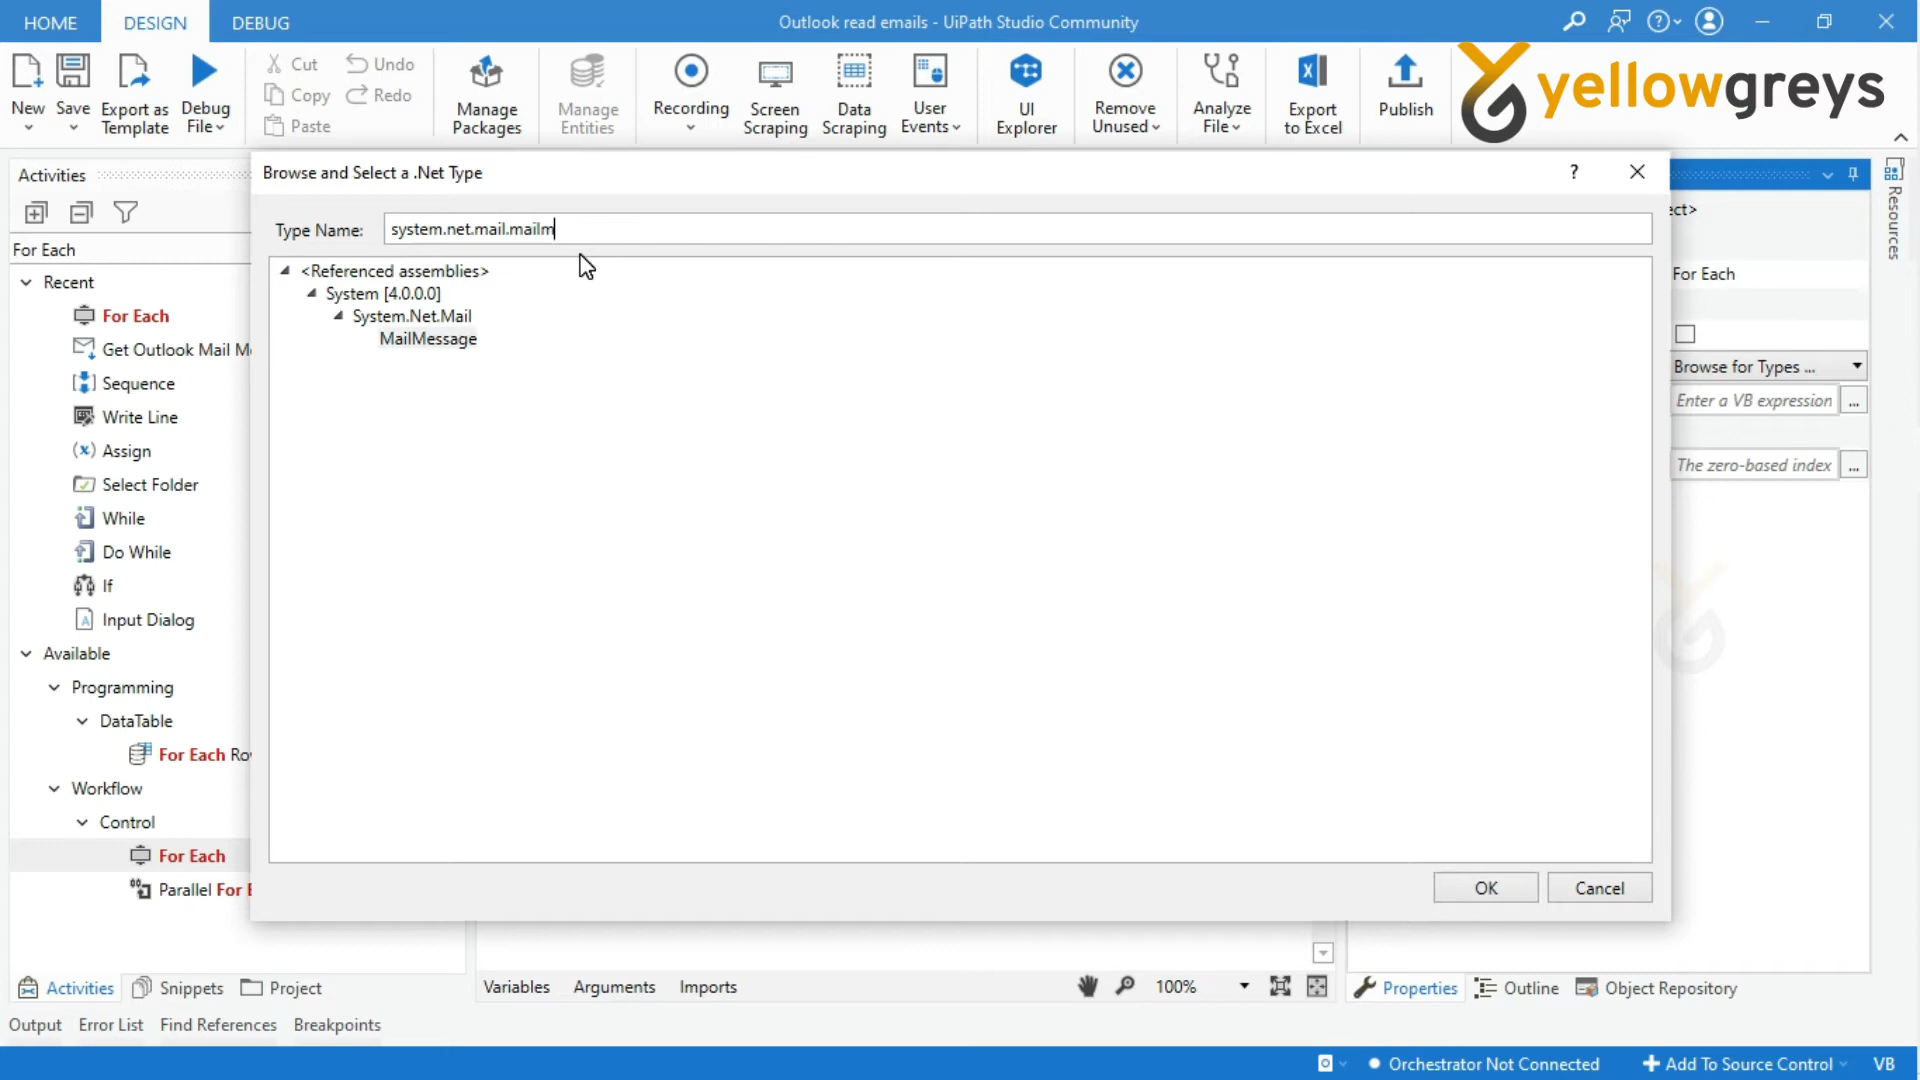 HOME DESIGN DEBUG Outlook read emails - UiPath Studio Community
New Save Export as Template Debug File Cut Copy Paste Undo Redo Manage Packages Manage Entities Recording Screen Scraping Data Scraping User Events UI Explorer Remove Unused Analyze File Export to Excel Publish
yellowgreys
Activities
For Each
Recent
For Each
Get Outlook Mail M
Sequence
Write Line
Assign
Select Folder
While
Do While
If
Input Dialog
Available
Programming
DataTable
For Each Ro
Workflow
Control
For Each
Parallel For E
Browse and Select a .Net Type ?
Type Name: system.net.mail.mailm
<Referenced assemblies>
System [4.0.0.0]
System.Net.Mail
MailMessage
OK Cancel
ect>
For Each
Browse for Types ...
Enter a VB expression ...
The zero-based index ...
Resources
Activities Snippets Project
Variables Arguments Imports 100%
Properties Outline Object Repository
Output Error List Find References Breakpoints
Orchestrator Not Connected Add To Source Control VB